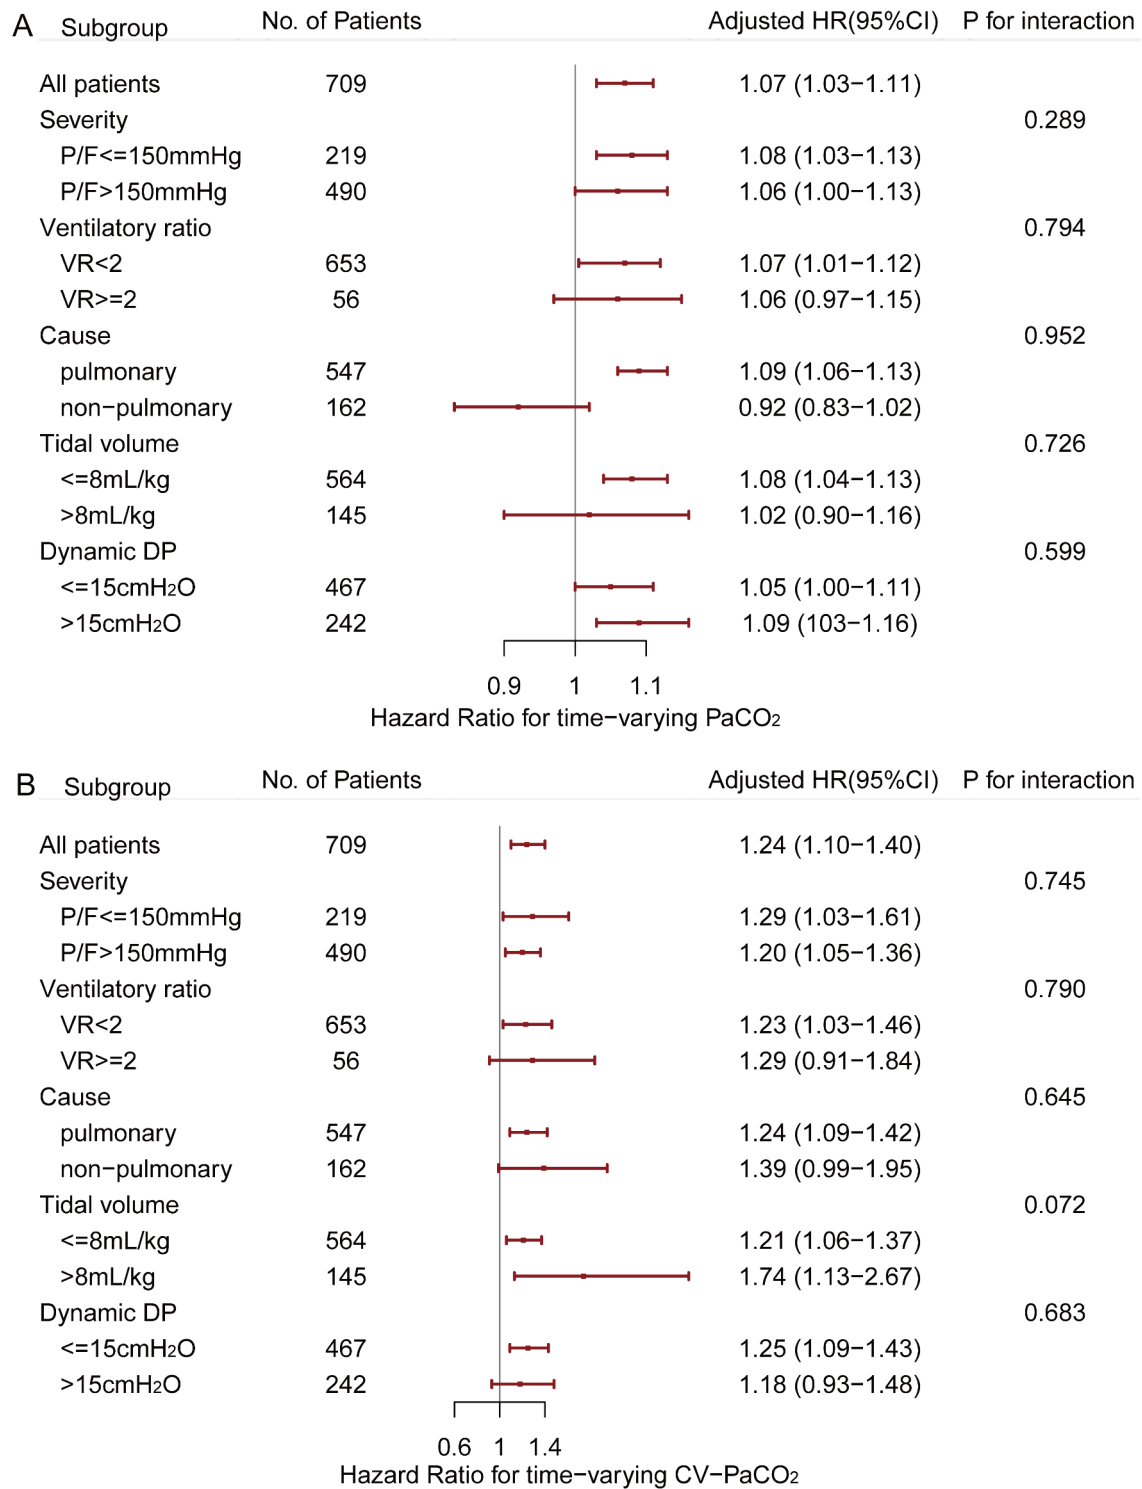 A Subgroup No. of Patients Adjusted HR(95%CI) P for interaction
All patients 709 1.07 (1.03−1.11)
Severity 0.289
P/F<=150mmHg 219 1.08 (1.03−1.13)
P/F>150mmHg 490 1.06 (1.00−1.13)
Ventilatory ratio 0.794
VR<2 653 1.07 (1.01−1.12)
VR>=2 56 1.06 (0.97−1.15)
Cause 0.952
pulmonary 547 1.09 (1.06−1.13)
non−pulmonary 162 0.92 (0.83−1.02)
Tidal volume 0.726
<=8mL/kg 564 1.08 (1.04−1.13)
>8mL/kg 145 1.02 (0.90−1.16)
Dynamic DP 0.599
<=15cmH₂O 467 1.05 (1.00−1.11)
>15cmH₂O 242 1.09 (103−1.16)
0.9 1 1.1
Hazard Ratio for time−varying PaCO₂
B Subgroup No. of Patients Adjusted HR(95%CI) P for interaction
All patients 709 1.24 (1.10−1.40)
Severity 0.745
P/F<=150mmHg 219 1.29 (1.03−1.61)
P/F>150mmHg 490 1.20 (1.05−1.36)
Ventilatory ratio 0.790
VR<2 653 1.23 (1.03−1.46)
VR>=2 56 1.29 (0.91−1.84)
Cause 0.645
pulmonary 547 1.24 (1.09−1.42)
non−pulmonary 162 1.39 (0.99−1.95)
Tidal volume 0.072
<=8mL/kg 564 1.21 (1.06−1.37)
>8mL/kg 145 1.74 (1.13−2.67)
Dynamic DP 0.683
<=15cmH₂O 467 1.25 (1.09−1.43)
>15cmH₂O 242 1.18 (0.93−1.48)
0.6 1 1.4
Hazard Ratio for time−varying CV−PaCO₂